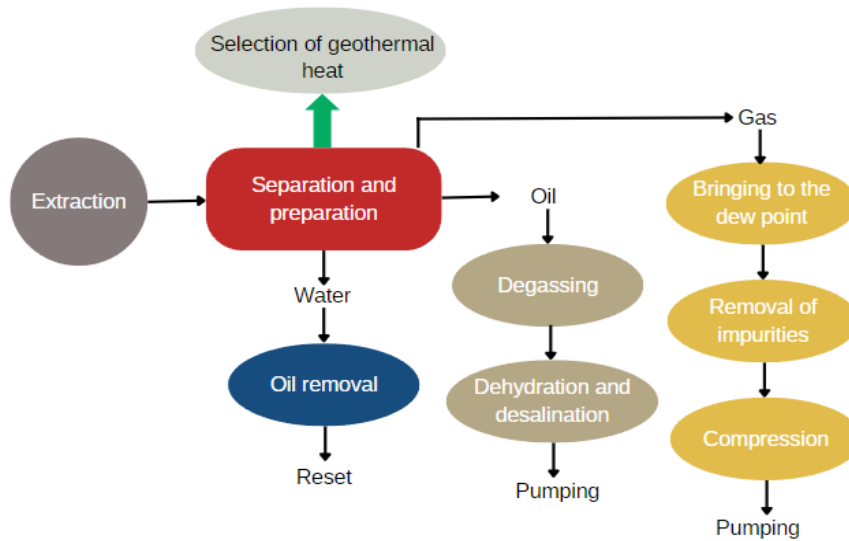 Selection of geothermal
heat
Extraction
Separation and
preparation
Water
Oil removal
Reset
Oil
Degassing
Dehydration and
desalination
Pumping
Gas
Bringing to the
dew point
Removal of
impurities
Compression
Pumping